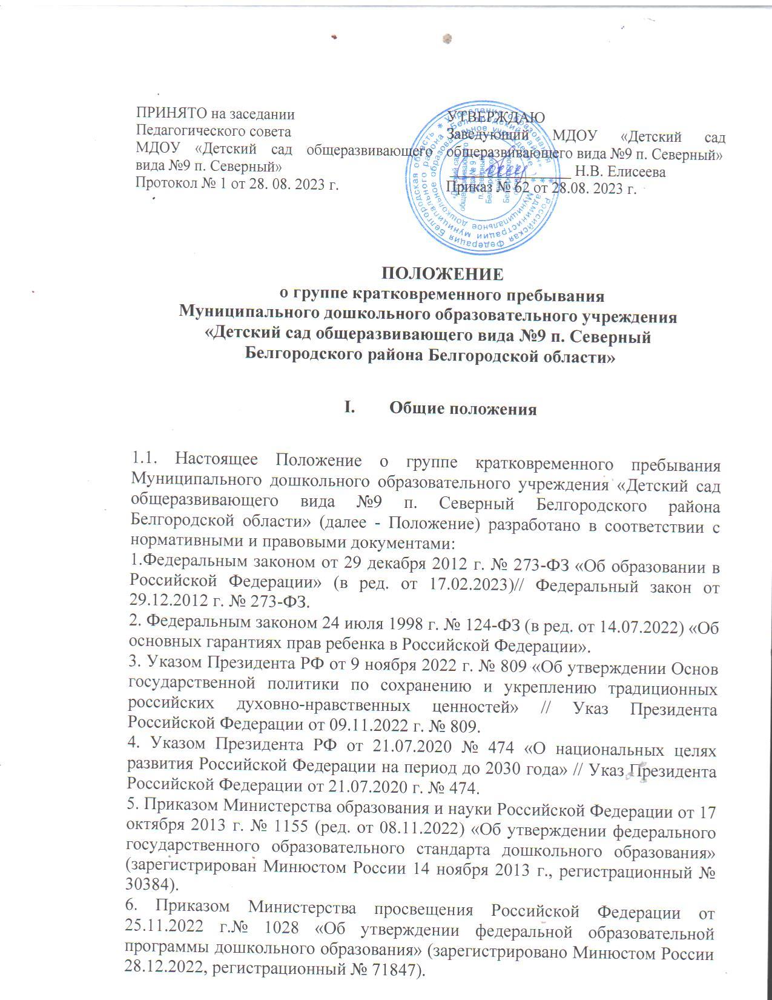 ПРИНЯТО на заседании
Педагогического совета
МДОУ «Детский сад общеразвивающего
вида №9 п. Северный»
Протокол № 1 от 28. 08. 2023 г.
УТВЕРЖДАЮ
Заведующий МДОУ «Детский сад
общеразвивающего вида №9 п. Северный»
Н.В. Елисеева
Приказ № 62 от 28.08. 2023 г.
ПОЛОЖЕНИЕ
о группе кратковременного пребывания
Муниципального дошкольного образовательного учреждения
«Детский сад общеразвивающего вида №9 п. Северный
Белгородского района Белгородской области»
I. Общие положения
1.1. Настоящее Положение о группе кратковременного пребывания
Муниципального дошкольного образовательного учреждения «Детский сад
общеразвивающего вида №9 п. Северный Белгородского района
Белгородской области» (далее - Положение) разработано в соответствии с
нормативными и правовыми документами:
1.Федеральным законом от 29 декабря 2012 г. № 273-ФЗ «Об образовании в
Российской Федерации» (в ред. от 17.02.2023)// Федеральный закон от
29.12.2012 г. № 273-ФЗ.
2. Федеральным законом 24 июля 1998 г. № 124-ФЗ (в ред. от 14.07.2022) «Об
основных гарантиях прав ребенка в Российской Федерации».
3. Указом Президента РФ от 9 ноября 2022 г. № 809 «Об утверждении Основ
государственной политики по сохранению и укреплению традиционных
российских духовно-нравственных ценностей» // Указ Президента
Российской Федерации от 09.11.2022 г. № 809.
4. Указом Президента РФ от 21.07.2020 № 474 «О национальных целях
развития Российской Федерации на период до 2030 года» // Указ Президента
Российской Федерации от 21.07.2020 г. № 474.
5. Приказом Министерства образования и науки Российской Федерации от 17
октября 2013 г. № 1155 (ред. от 08.11.2022) «Об утверждении федерального
государственного образовательного стандарта дошкольного образования»
(зарегистрирован Минюстом России 14 ноября 2013 г., регистрационный №
30384).
6. Приказом Министерства просвещения Российской Федерации от
25.11.2022 г.№ 1028 «Об утверждении федеральной образовательной
программы дошкольного образования» (зарегистрировано Минюстом России
28.12.2022, регистрационный № 71847).